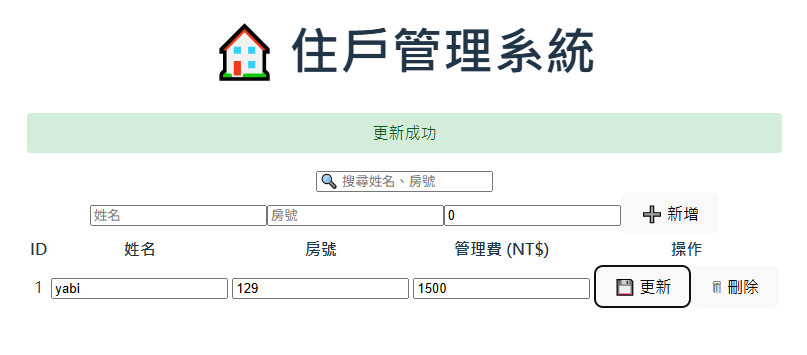 🏠 住戶管理系統
更新成功
🔍 搜尋姓名、房號
姓名 房號 0 ➕ 新增
ID 姓名 房號 管理費 (NT$) 操作
1 yabi 129 1500 💾 更新 🗑 刪除